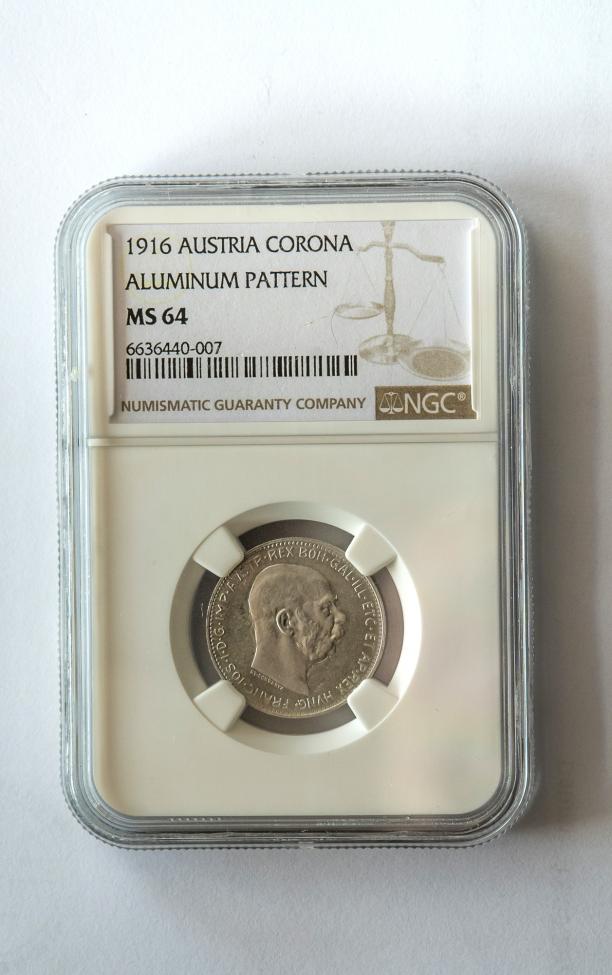 1916 AUSTRIA CORONA
ALUMINUM PATTERN
MS 64
6636440-007
NUMISMATIC GUARANTY COMPANY
NGC®
FRANC·IOS·I·D·G·IMP·AVSTR·REX BOH·GAL·ILL·ETC·ET AP·REX HVNG·